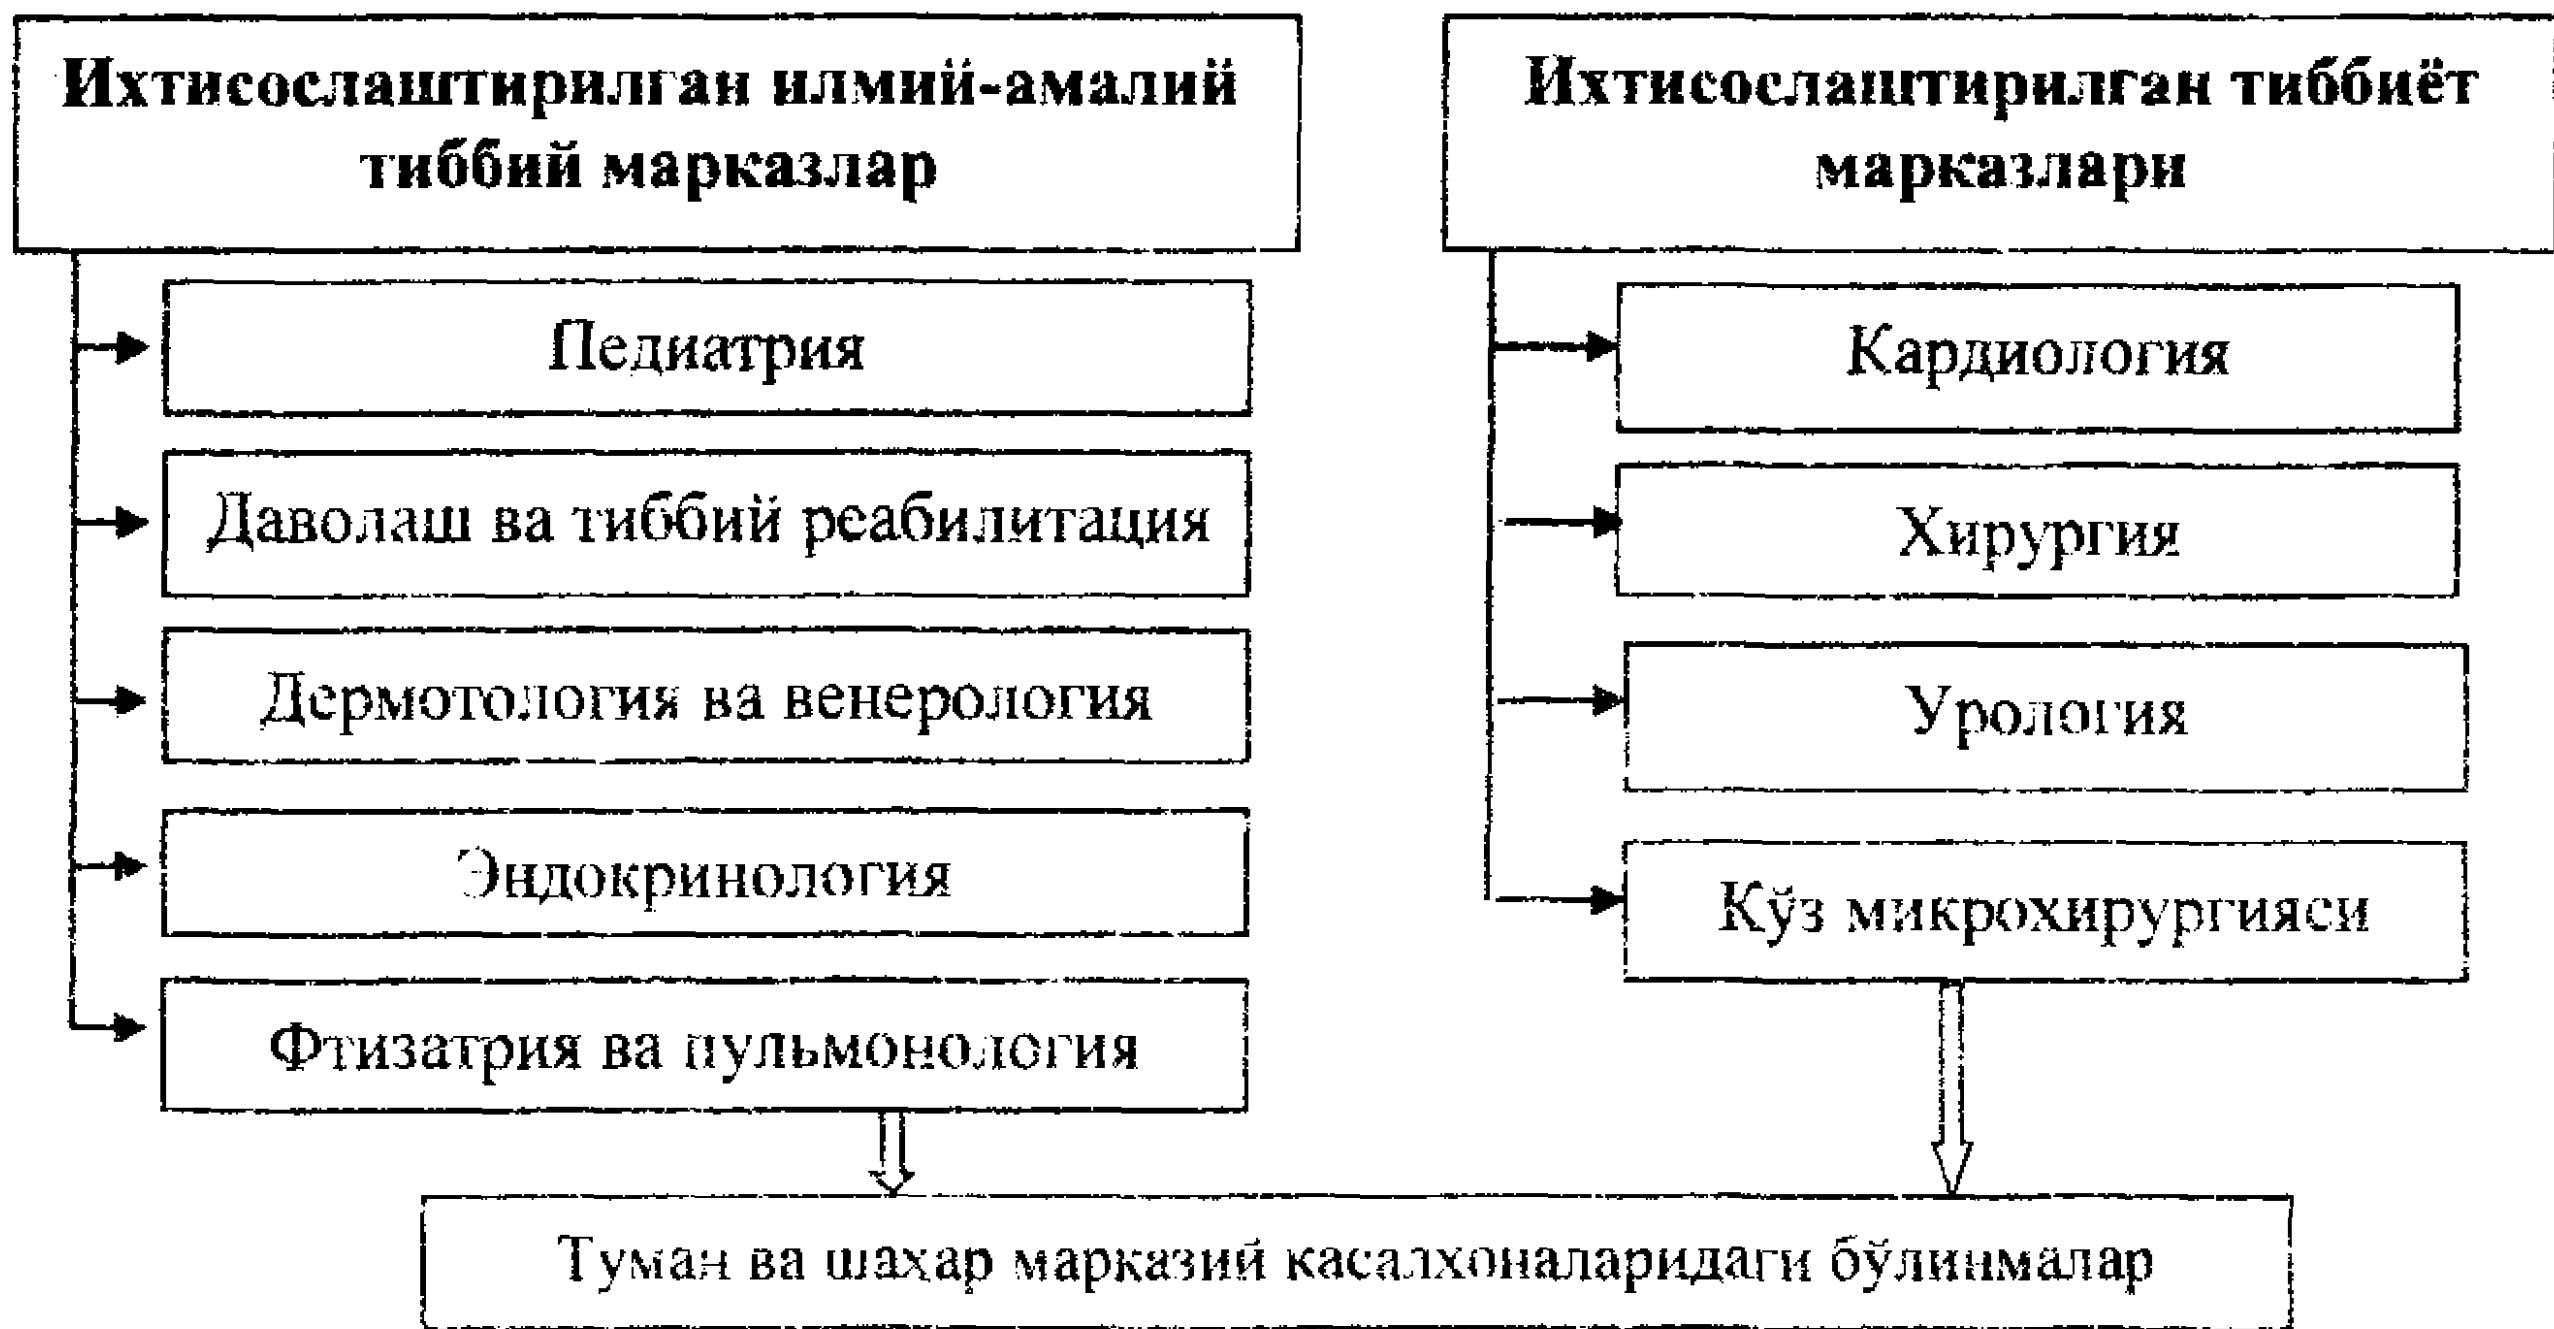 Ихтисослаштирилган илмий-амалий
тиббий марказлар
Педиатрия
Даволаш ва тиббий реабилитация
Дермотология ва венерология
Эндокринология
Фтизатрия ва пульмонология
Ихтисослаштирилган тиббиёт
марказлари
Кардиология
Хирургия
Урология
Кўз микрохирургияси
Туман ва шаҳар марказий касалхоналаридаги бўлинмалар